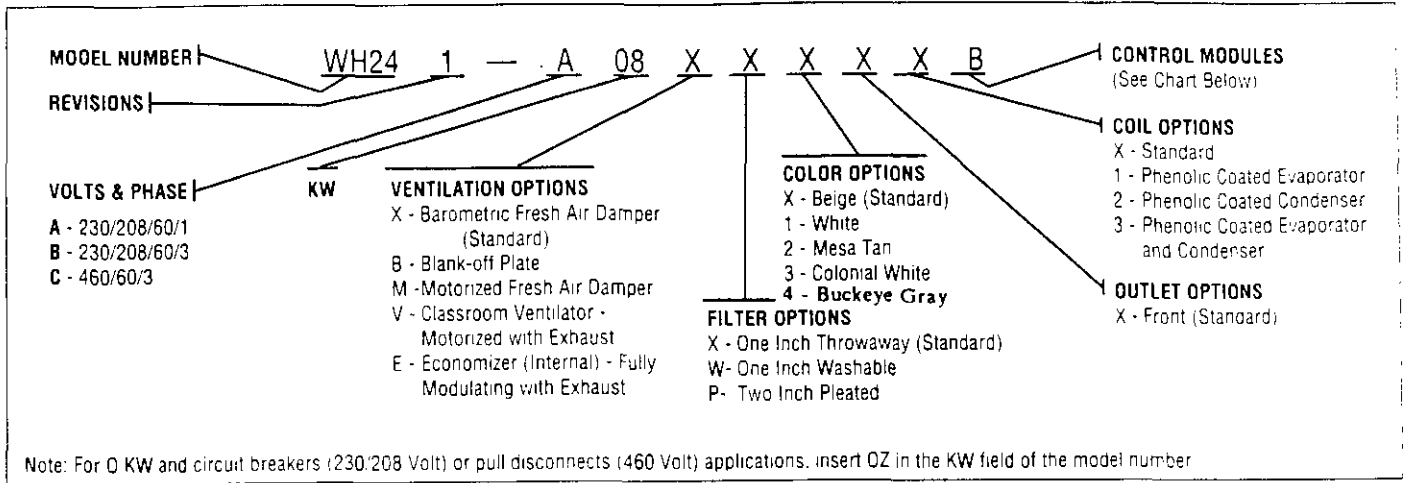 MODEL NUMBER
WH24 1 — A 08 X X X X X B
CONTROL MODULES
(See Chart Below)
REVISIONS
COIL OPTIONS
X - Standard
1 - Phenolic Coated Evaporator
2 - Phenolic Coated Condenser
3 - Phenolic Coated Evaporator
and Condenser
VOLTS & PHASE
A - 230/208/60/1
B - 230/208/60/3
C - 460/60/3
KW
VENTILATION OPTIONS
X - Barometric Fresh Air Damper
(Standard)
B - Blank-off Plate
M - Motorized Fresh Air Damper
V - Classroom Ventilator -
Motorized with Exhaust
E - Economizer (Internal) - Fully
Modulating with Exhaust
COLOR OPTIONS
X - Beige (Standard)
1 - White
2 - Mesa Tan
3 - Colonial White
4 - Buckeye Gray
FILTER OPTIONS
X - One Inch Throwaway (Standard)
W- One Inch Washable
P- Two Inch Pleated
OUTLET OPTIONS
X - Front (Standard)
Note: For 0 KW and circuit breakers (230/208 Volt) or pull disconnects (460 Volt) applications, insert 0Z in the KW field of the model number